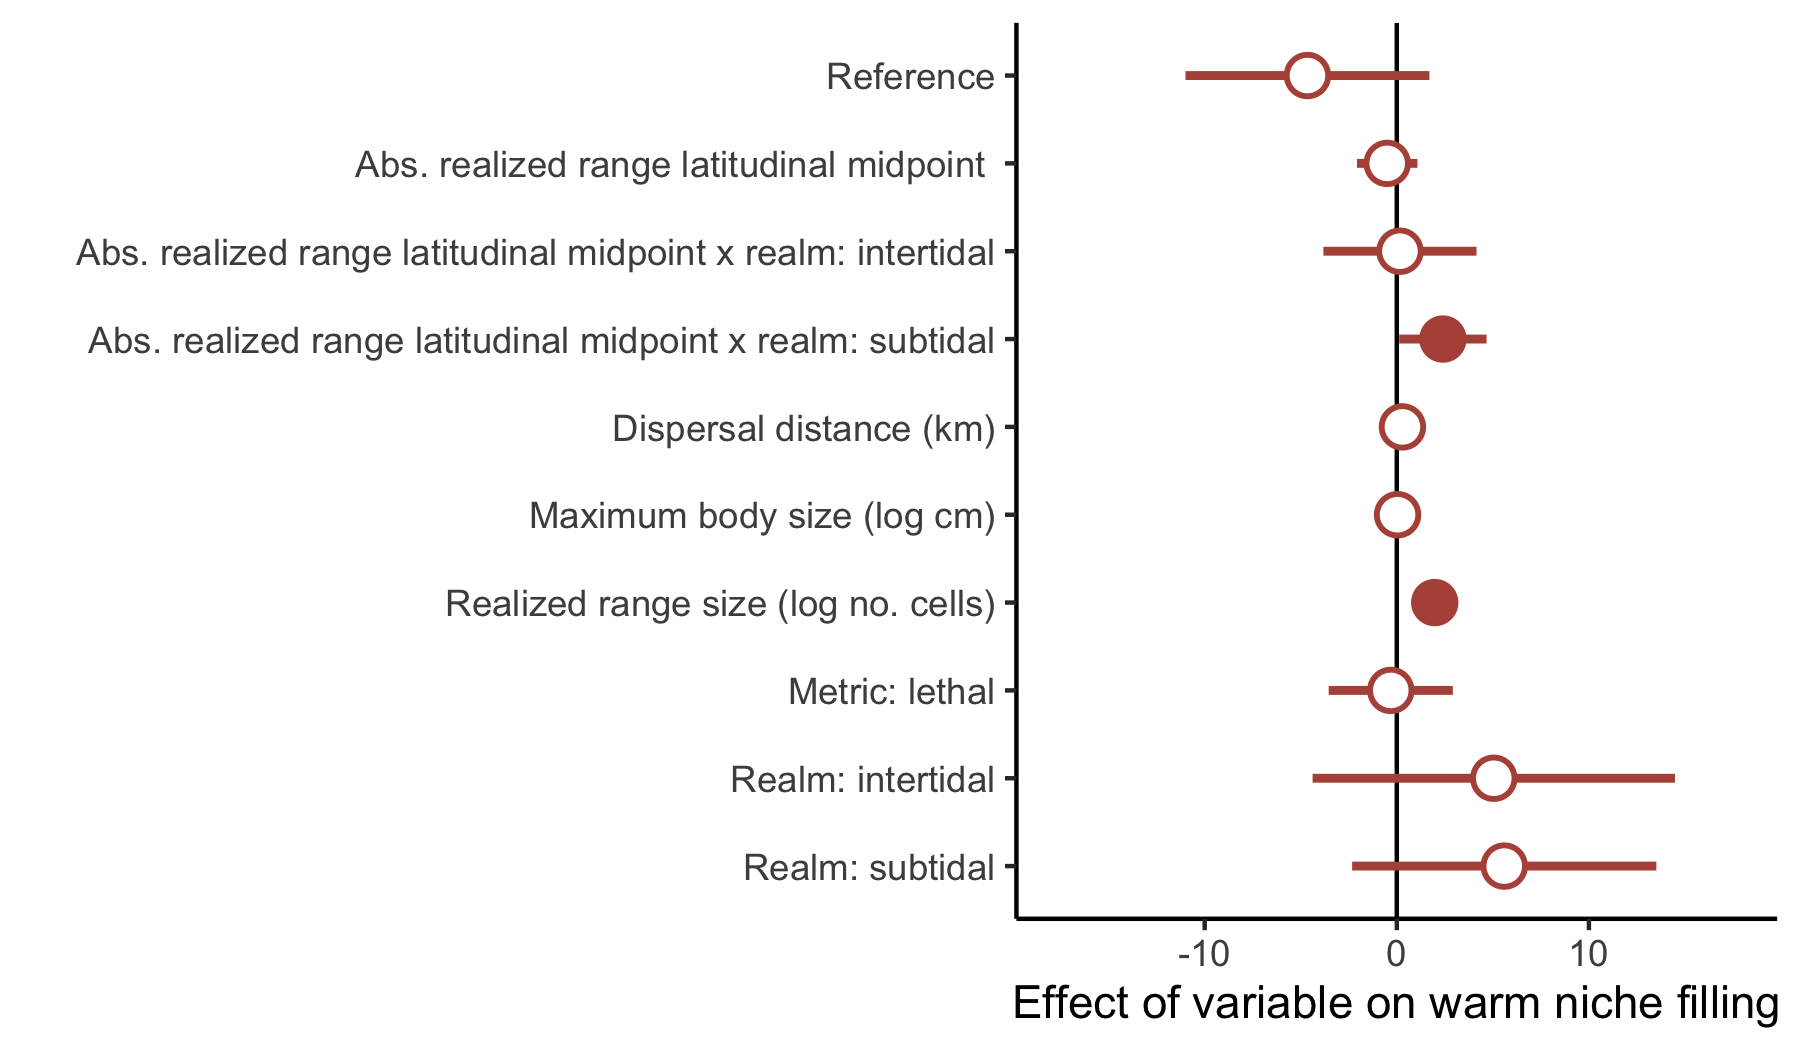 Reference
Abs. realized range latitudinal midpoint
Abs. realized range latitudinal midpoint x realm: intertidal
Abs. realized range latitudinal midpoint x realm: subtidal
Dispersal distance (km)
Maximum body size (log cm)
Realized range size (log no. cells)
Metric: lethal
Realm: intertidal
Realm: subtidal
-10 0 10
Effect of variable on warm niche filling